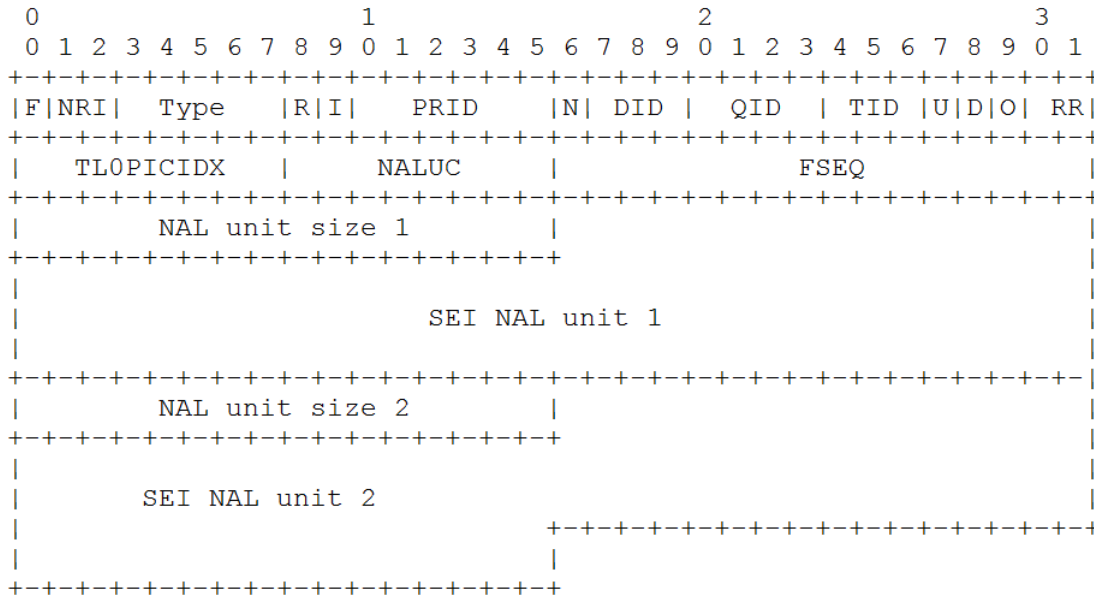 0                   1                   2                   3
 0 1 2 3 4 5 6 7 8 9 0 1 2 3 4 5 6 7 8 9 0 1 2 3 4 5 6 7 8 9 0 1
+-+-+-+-+-+-+-+-+-+-+-+-+-+-+-+-+-+-+-+-+-+-+-+-+-+-+-+-+-+-+-+-+
|F|NRI|  Type   |R|I|   PRID    |N| DID |  QID  | TID |U|D|O| RR|
+-+-+-+-+-+-+-+-+-+-+-+-+-+-+-+-+-+-+-+-+-+-+-+-+-+-+-+-+-+-+-+-+
|   TL0PICIDX   |     NALUC     |              FSEQ             |
+-+-+-+-+-+-+-+-+-+-+-+-+-+-+-+-+-+-+-+-+-+-+-+-+-+-+-+-+-+-+-+-+
|        NAL unit size 1        |                               |
+-+-+-+-+-+-+-+-+-+-+-+-+-+-+-+-+                               |
|                                                               |
|                        SEI NAL unit 1                         |
|                                                               |
+-+-+-+-+-+-+-+-+-+-+-+-+-+-+-+-+-+-+-+-+-+-+-+-+-+-+-+-+-+-+-+-|
|        NAL unit size 2        |                               |
+-+-+-+-+-+-+-+-+-+-+-+-+-+-+-+-+                               |
|                                                               |
|       SEI NAL unit 2                                          |
|                               +-+-+-+-+-+-+-+-+-+-+-+-+-+-+-+-+
|                               |
+-+-+-+-+-+-+-+-+-+-+-+-+-+-+-+-+